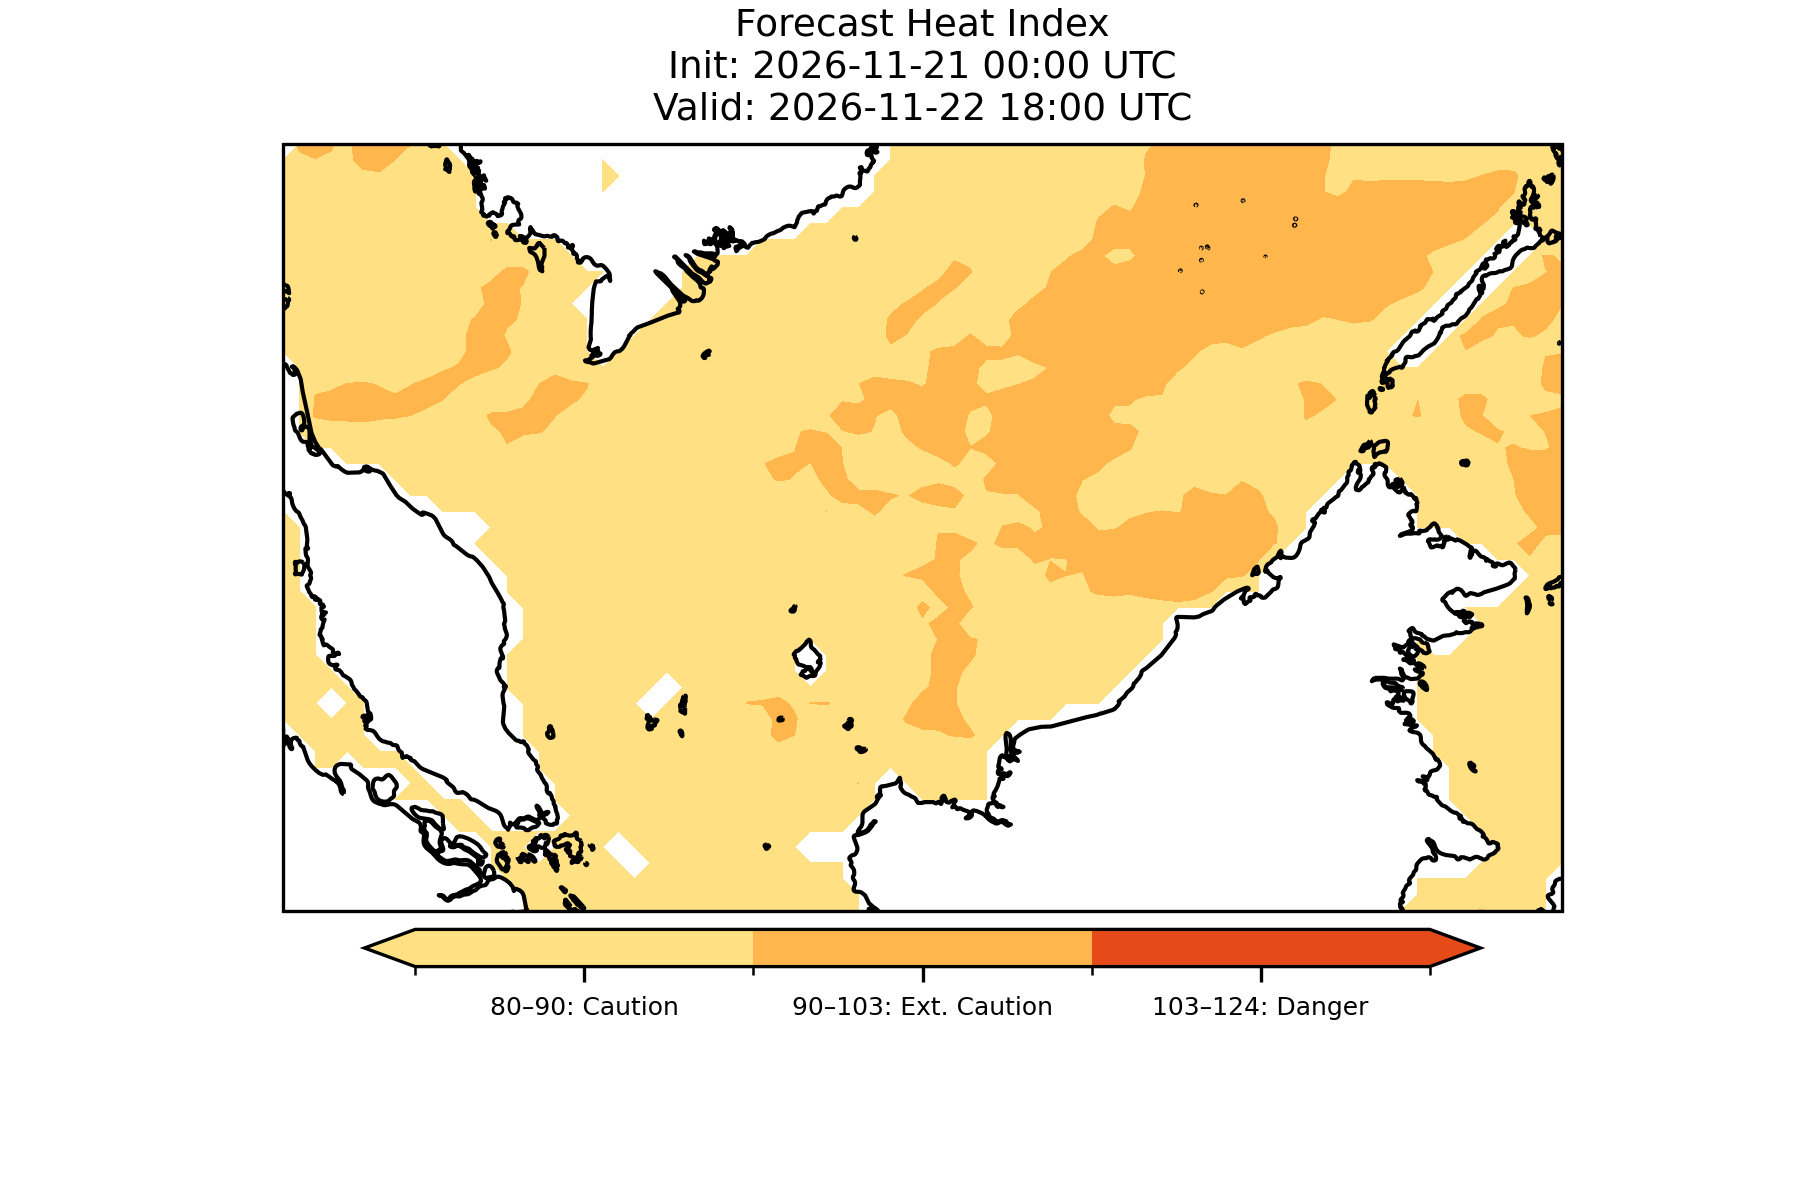 Forecast Heat Index
Init: 2026-11-21 00:00 UTC
Valid: 2026-11-22 18:00 UTC
80–90: Caution
90–103: Ext. Caution
103–124: Danger